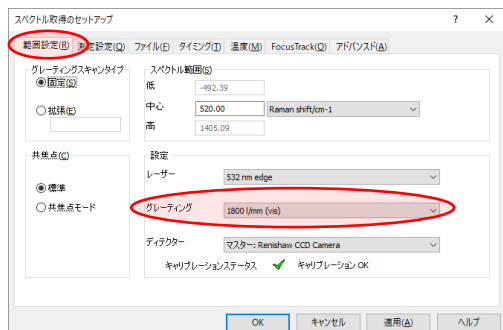 スペクトル取得のセットアップ ? ×
範囲設定(R) 測定設定(O) ファイル(F) タイミング(T) 温度(M) FocusTrack(O) アドバンスド(A)
グレーティングスキャンタイプ
固定(S)
拡張(E)
スペクトル範囲(S)
低 -492.39
中心 520.00 Raman shift/cm-1
高 1405.09
共焦点(C)
標準
共焦点モード
設定
レーザー 532 nm edge
グレーティング 1800 l/mm (vis)
ディテクター マスター: Renishaw CCD Camera
キャリブレーションステータス キャリブレーション OK
OK キャンセル 適用(A) ヘルプ